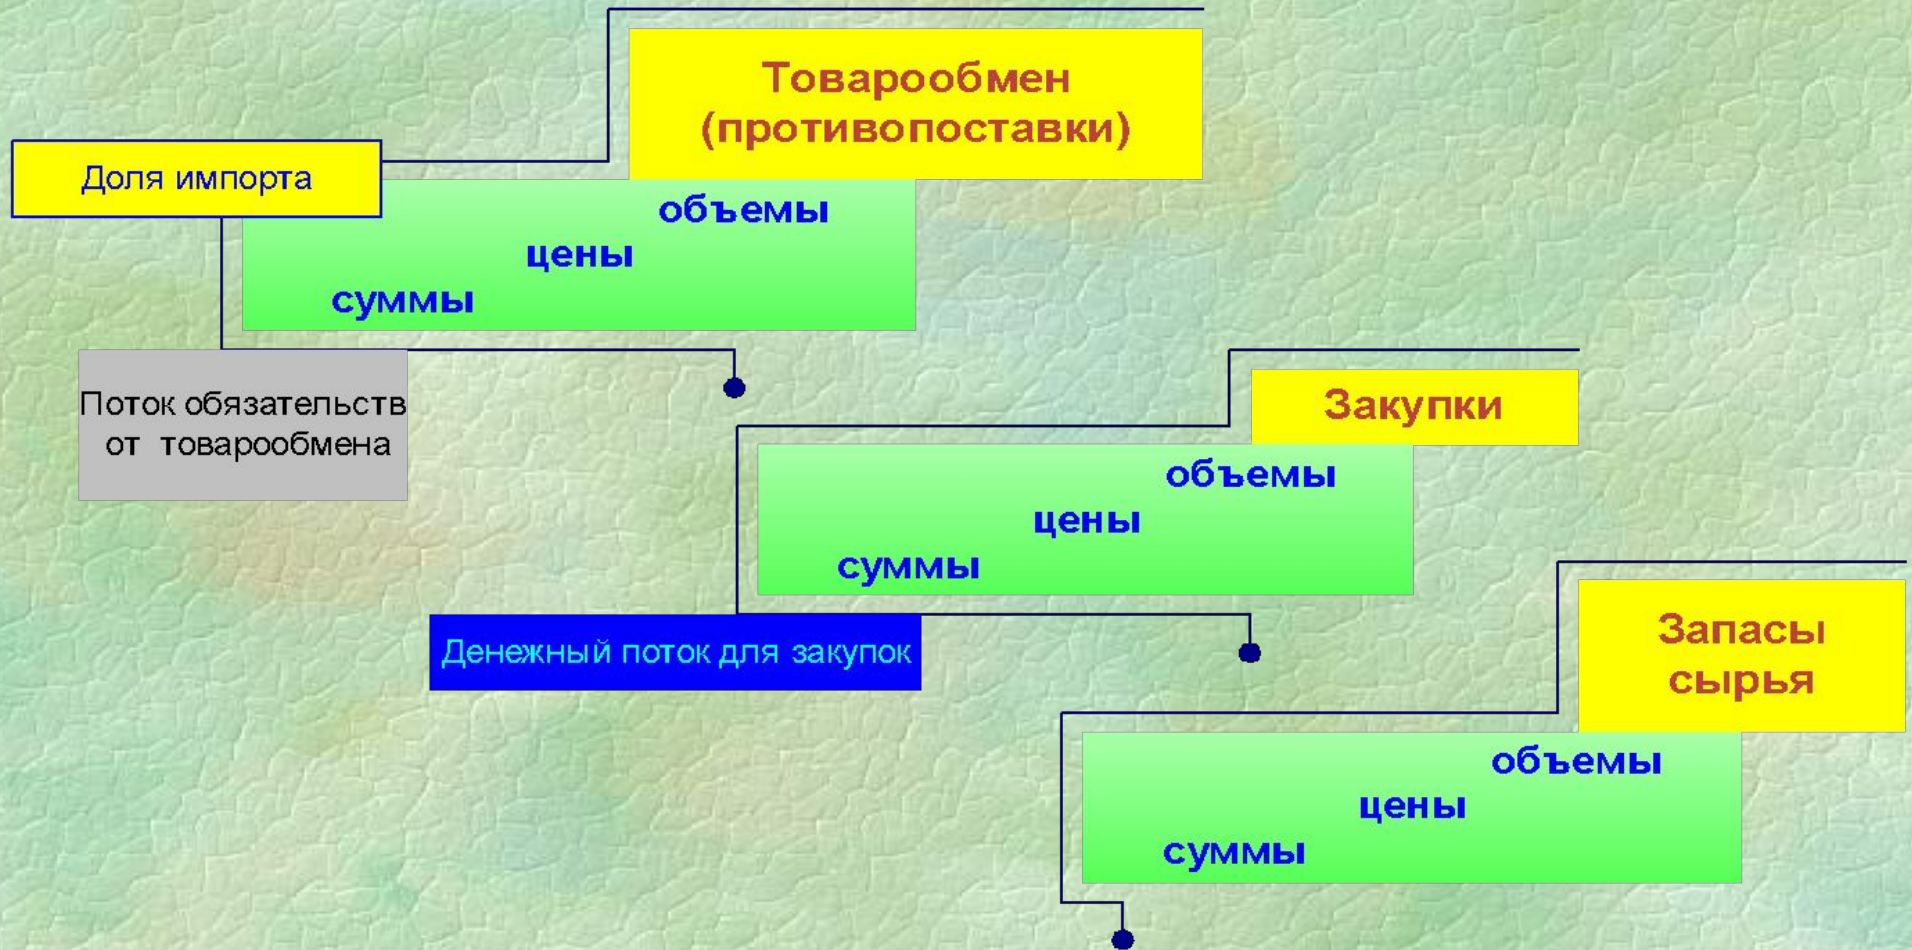 Товарообмен
(противопоставки)
Доля импорта
объемы
цены
суммы
Поток обязательств
от товарообмена
Закупки
объемы
цены
суммы
Денежный поток для закупок
Запасы
сырья
объемы
цены
суммы